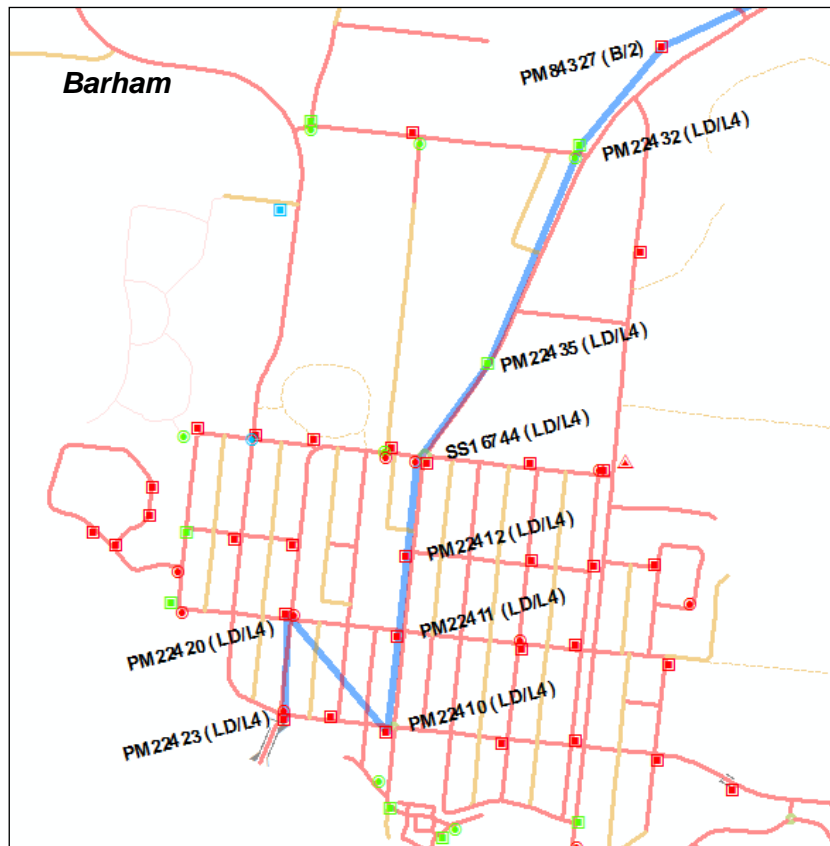 Barham
PM84327 (B/2)
PM22432 (LD/L4)
PM22435 (LD/L4)
SS16744 (LD/L4)
PM22412 (LD/L4)
PM22411 (LD/L4)
PM22420 (LD/L4)
PM22410 (LD/L4)
PM22423 (LD/L4)